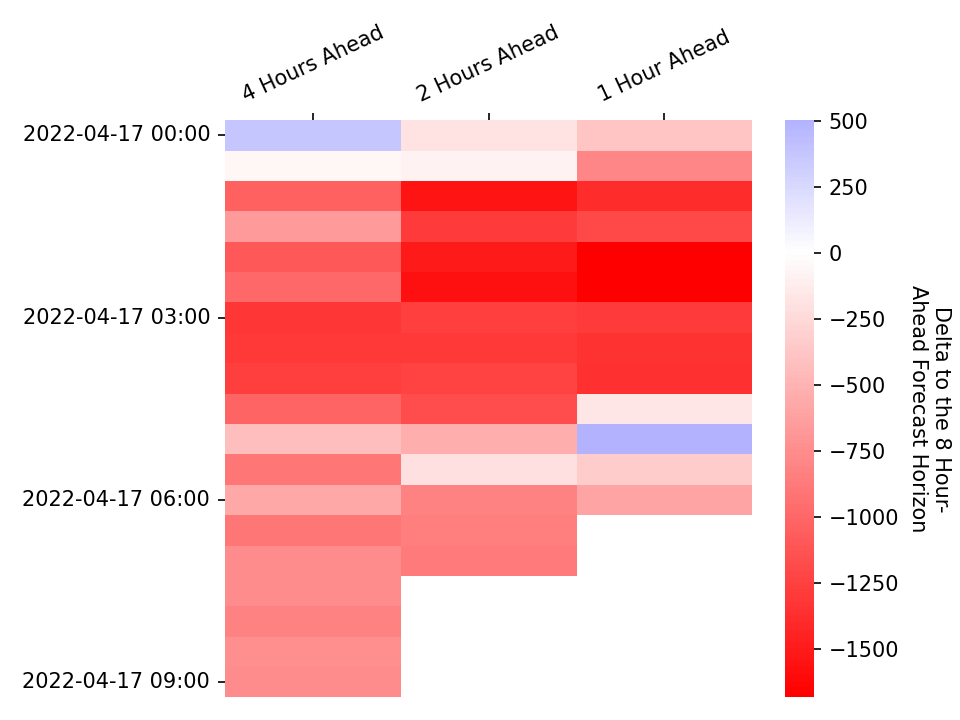 4 Hours Ahead
2 Hours Ahead
1 Hour Ahead
2022-04-17 00:00
2022-04-17 03:00
2022-04-17 06:00
2022-04-17 09:00
500
250
0
−250
−500
−750
−1000
−1250
−1500
Delta to the 8 Hour-
Ahead Forecast Horizon